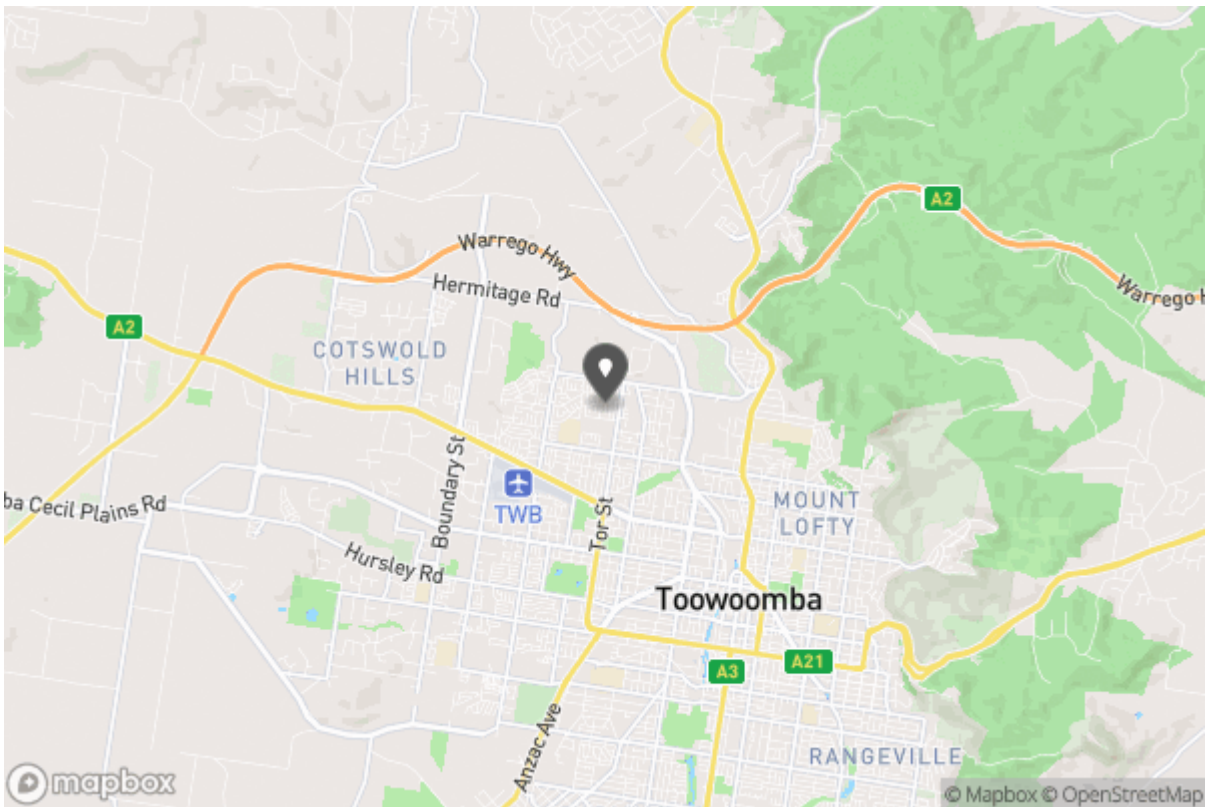 A2
Warrego Hwy
Hermitage Rd
Warrego H
A2
COTSWOLD
HILLS
Boundary St
TWB
MOUNT
LOFTY
ba Cecil Plains Rd
Tor St
Hursley Rd
Toowoomba
A3
A21
Anzac Ave
RANGEVILLE
mapbox
© Mapbox © OpenStreetMap